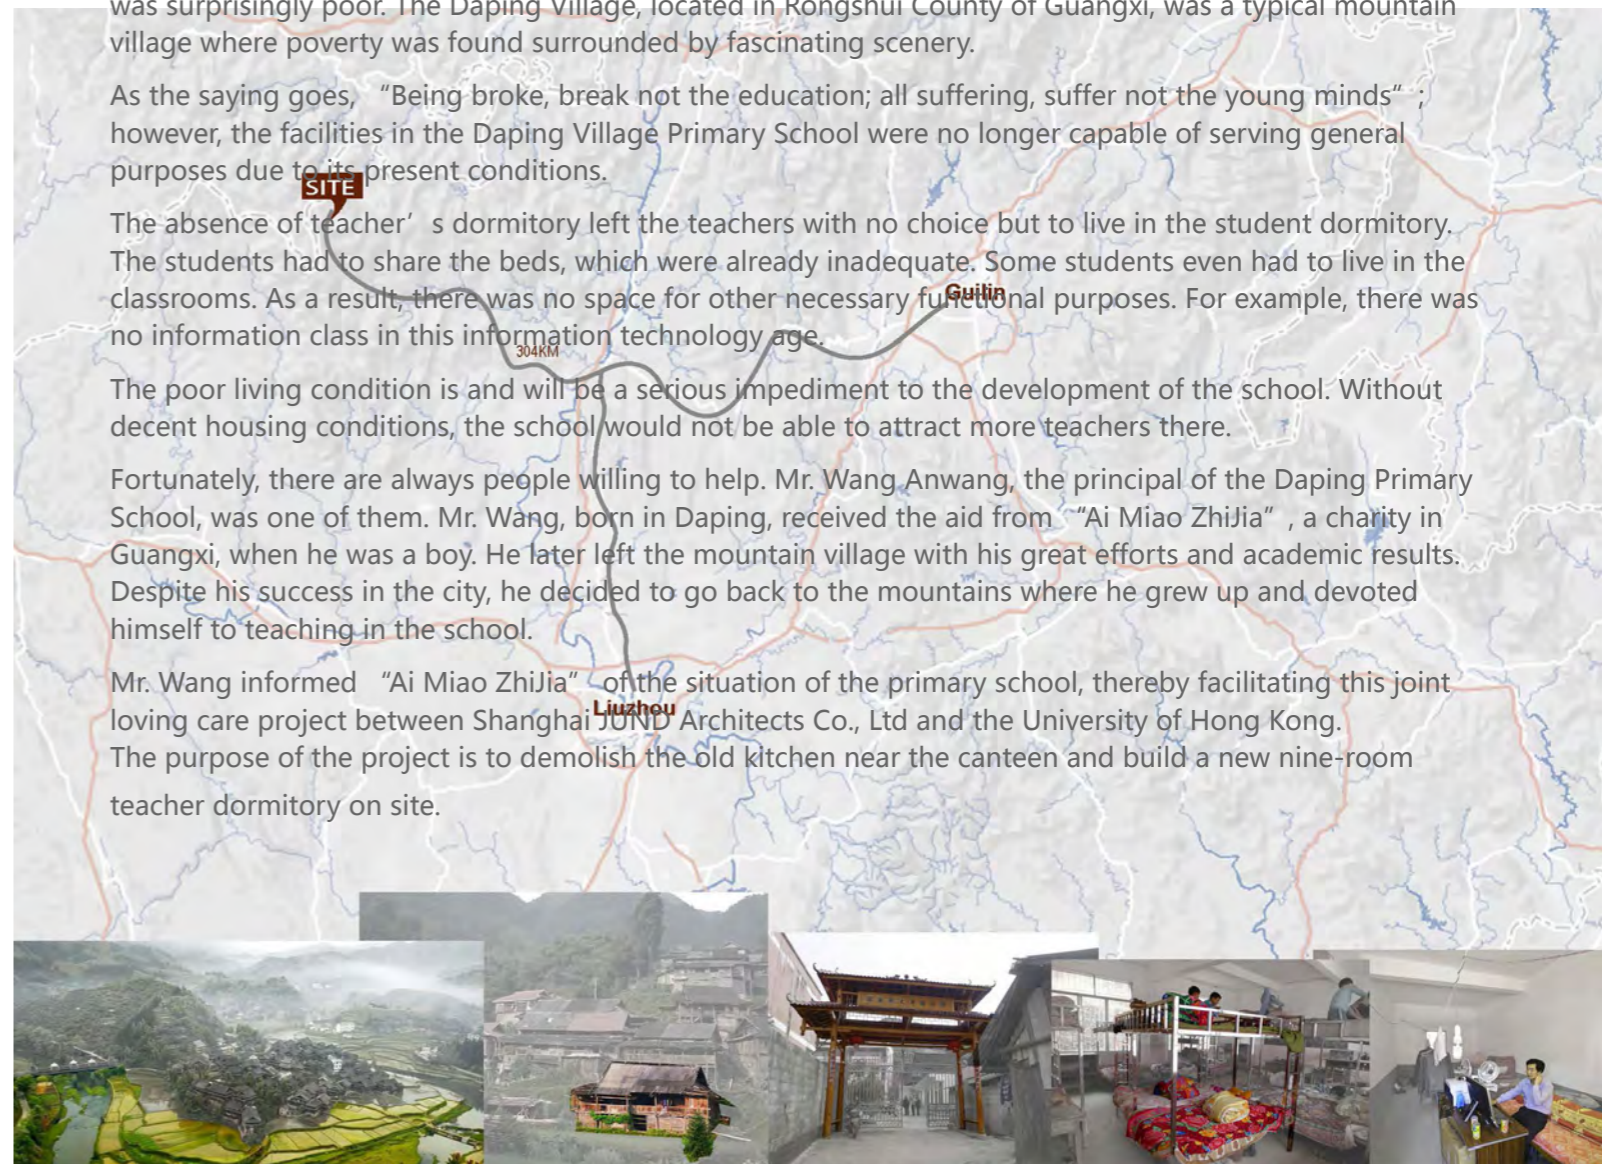 was surprisingly poor. The Daping Village, located in Rongshui County of Guangxi, was a typical mountain
village where poverty was found surrounded by fascinating scenery.
As the saying goes, “Being broke, break not the education; all suffering, suffer not the young minds“ ;
however, the facilities in the Daping Village Primary School were no longer capable of serving general
purposes due to its present conditions.
SITE
The absence of teacher’ s dormitory left the teachers with no choice but to live in the student dormitory.
The students had to share the beds, which were already inadequate. Some students even had to live in the
classrooms. As a result, there was no space for other necessary functional purposes. For example, there was
Guilin
no information class in this information technology age.
304KM
The poor living condition is and will be a serious impediment to the development of the school. Without
decent housing conditions, the school would not be able to attract more teachers there.
Fortunately, there are always people willing to help. Mr. Wang Anwang, the principal of the Daping Primary
School, was one of them. Mr. Wang, born in Daping, received the aid from “Ai Miao ZhiJia” , a charity in
Guangxi, when he was a boy. He later left the mountain village with his great efforts and academic results.
Despite his success in the city, he decided to go back to the mountains where he grew up and devoted
himself to teaching in the school.
Mr. Wang informed “Ai Miao ZhiJia” of the situation of the primary school, thereby facilitating this joint
loving care project between Shanghai JUND Architects Co., Ltd and the University of Hong Kong.
Liuzhou
The purpose of the project is to demolish the old kitchen near the canteen and build a new nine-room
teacher dormitory on site.